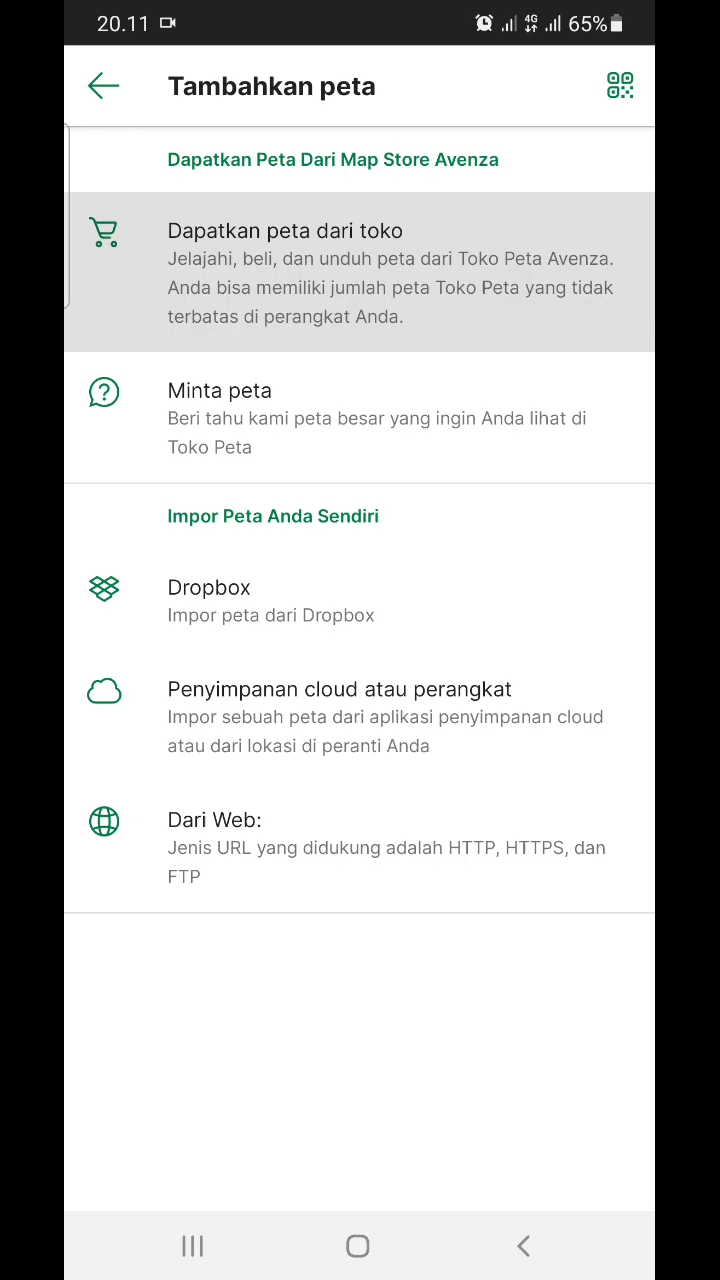 20.11
4G
65%
Tambahkan peta
Dapatkan Peta Dari Map Store Avenza
Dapatkan peta dari toko
Jelajahi, beli, dan unduh peta dari Toko Peta Avenza.
Anda bisa memiliki jumlah peta Toko Peta yang tidak
terbatas di perangkat Anda.
Minta peta
Beri tahu kami peta besar yang ingin Anda lihat di
Toko Peta
Impor Peta Anda Sendiri
Dropbox
Impor peta dari Dropbox
Penyimpanan cloud atau perangkat
Impor sebuah peta dari aplikasi penyimpanan cloud
atau dari lokasi di peranti Anda
Dari Web:
Jenis URL yang didukung adalah HTTP, HTTPS, dan
FTP